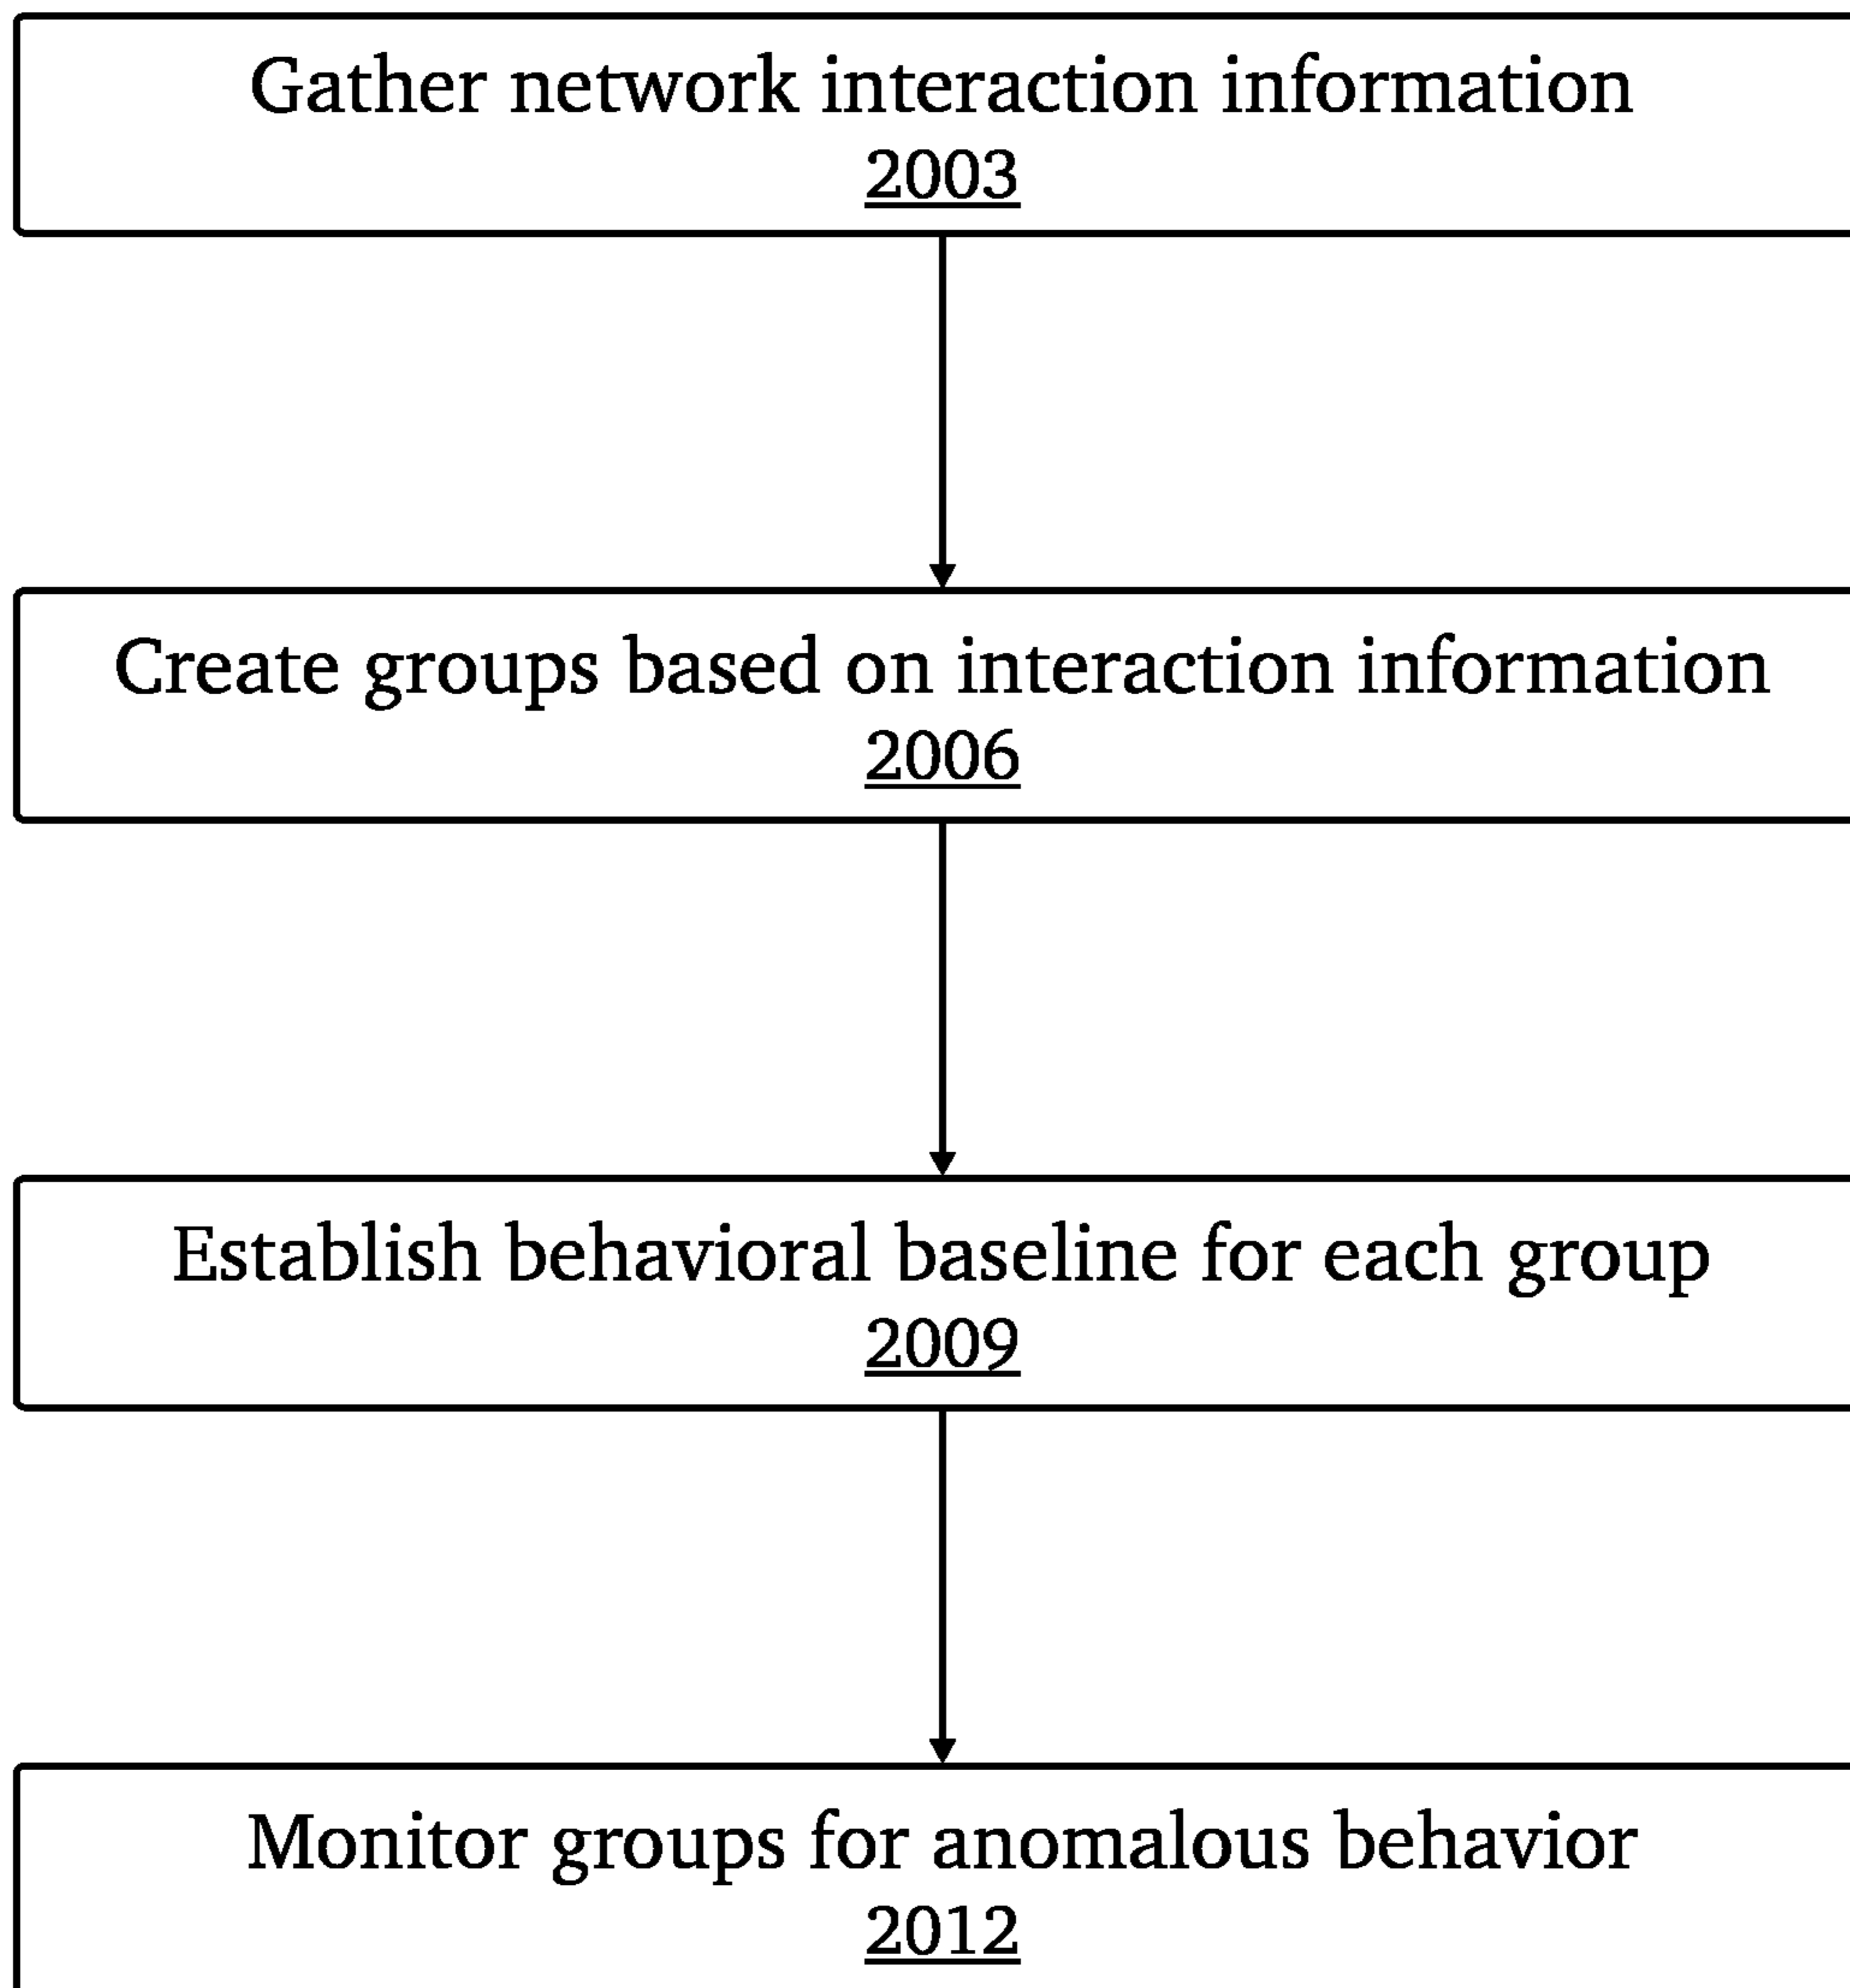 Gather network interaction information
2003
Create groups based on interaction information
2006
Establish behavioral baseline for each group
2009
Monitor groups for anomalous behavior
2012